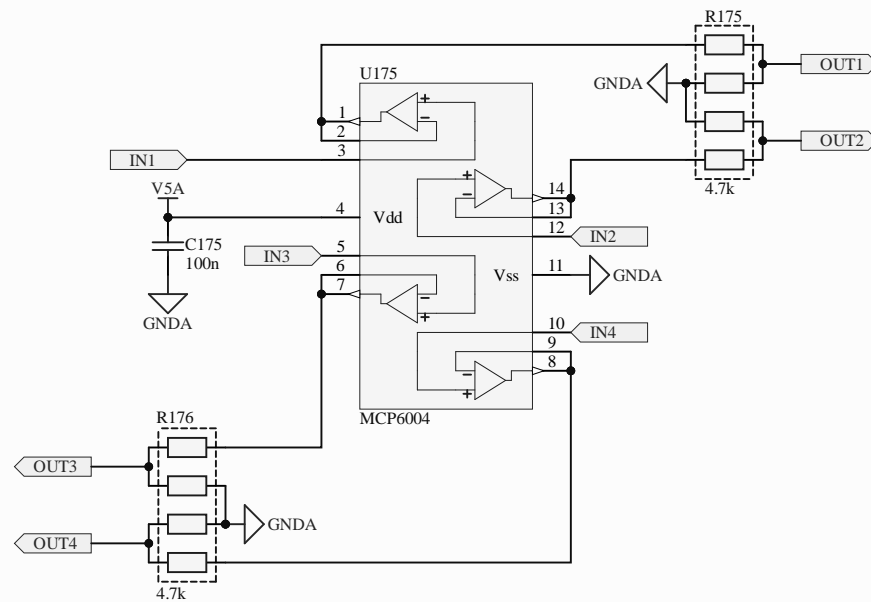 R175
U175
OUT1
GNDA
1
+
−
2
IN1
3
OUT2
4.7k
+
−
14
13
V5A
4
Vdd
12
IN2
C175
100n
IN3
5
6
7
−
+
Vss
11
GNDA
GNDA
10
IN4
9
8
−
+
MCP6004
R176
OUT3
GNDA
OUT4
4.7k